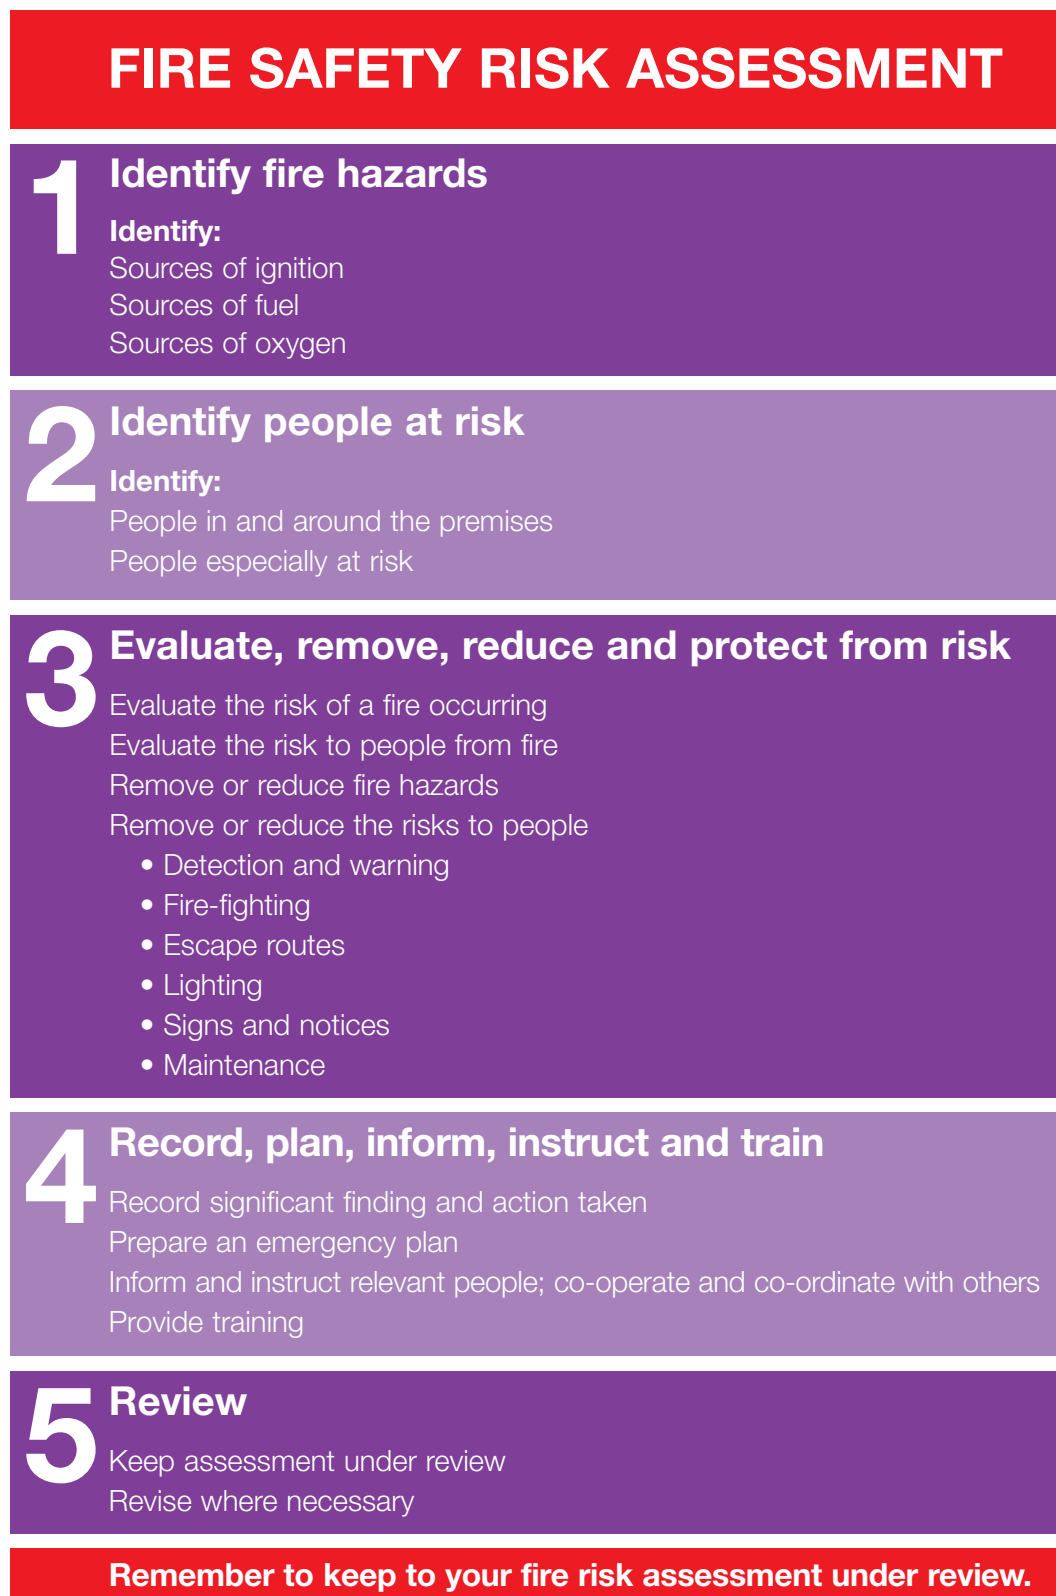 FIRE SAFETY RISK ASSESSMENT
1
Identify fire hazards
Identify:
Sources of ignition
Sources of fuel
Sources of oxygen
2
Identify people at risk
Identify:
People in and around the premises
People especially at risk
3
Evaluate, remove, reduce and protect from risk
Evaluate the risk of a fire occurring
Evaluate the risk to people from fire
Remove or reduce fire hazards
Remove or reduce the risks to people
• Detection and warning
• Fire-fighting
• Escape routes
• Lighting
• Signs and notices
• Maintenance
4
Record, plan, inform, instruct and train
Record significant finding and action taken
Prepare an emergency plan
Inform and instruct relevant people; co-operate and co-ordinate with others
Provide training
5
Review
Keep assessment under review
Revise where necessary
Remember to keep to your fire risk assessment under review.